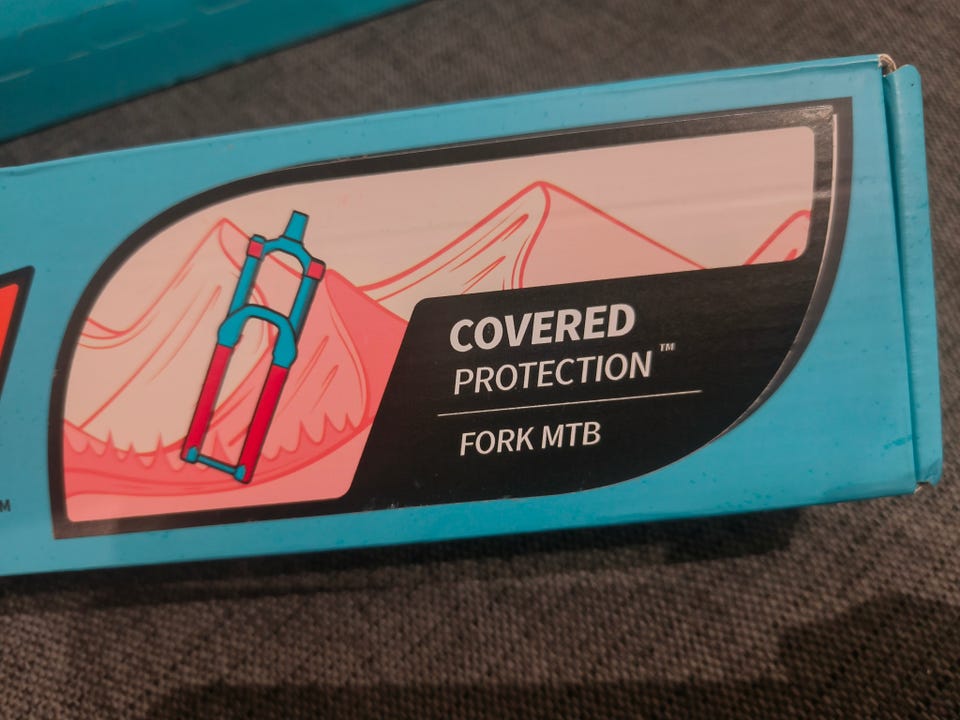 COVERED
PROTECTION™
FORK MTB
M